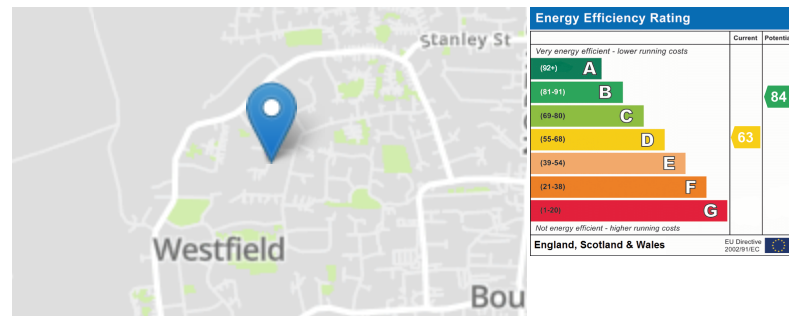 Stanley St
Westfield
Bou
Energy Efficiency Rating
Current Potentia
Very energy efficient - lower running costs
(92+) A
(81-91) B
84
(69-80) C
(55-68) D
63
(39-54) E
(21-38) F
(1-20) G
Not energy efficient - higher running costs
England, Scotland & Wales
EU Directive
2002/91/EC